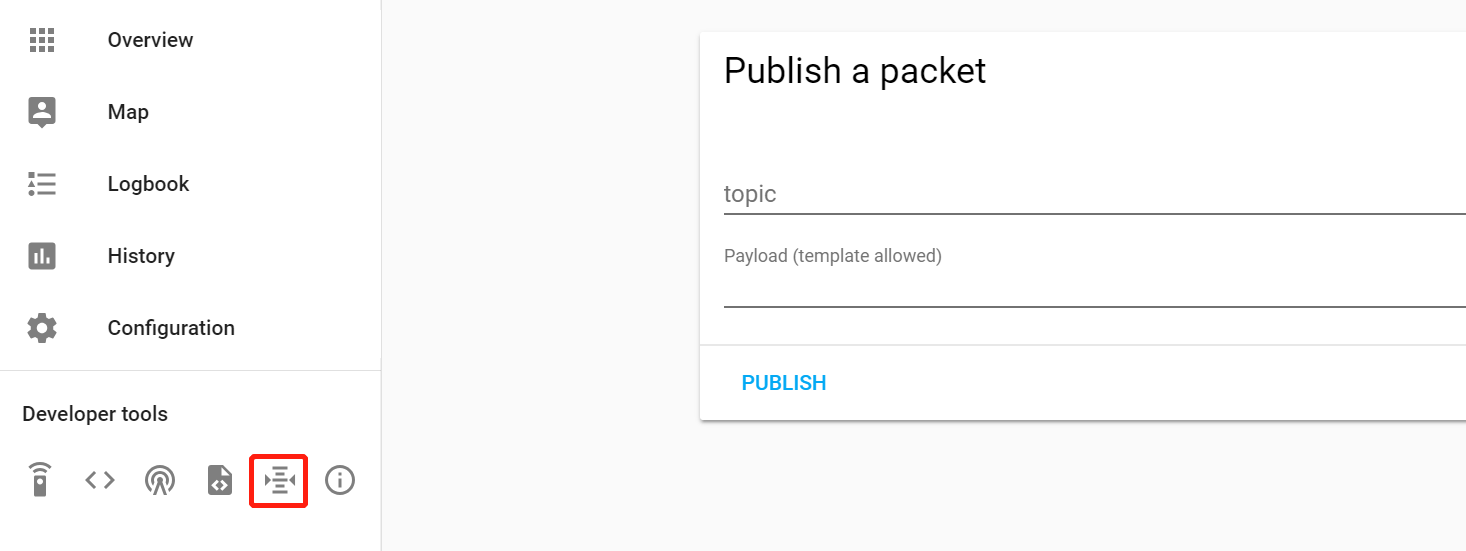 Overview
Map
Logbook
History
Configuration
Developer tools
Publish a packet
topic
Payload (template allowed)
PUBLISH